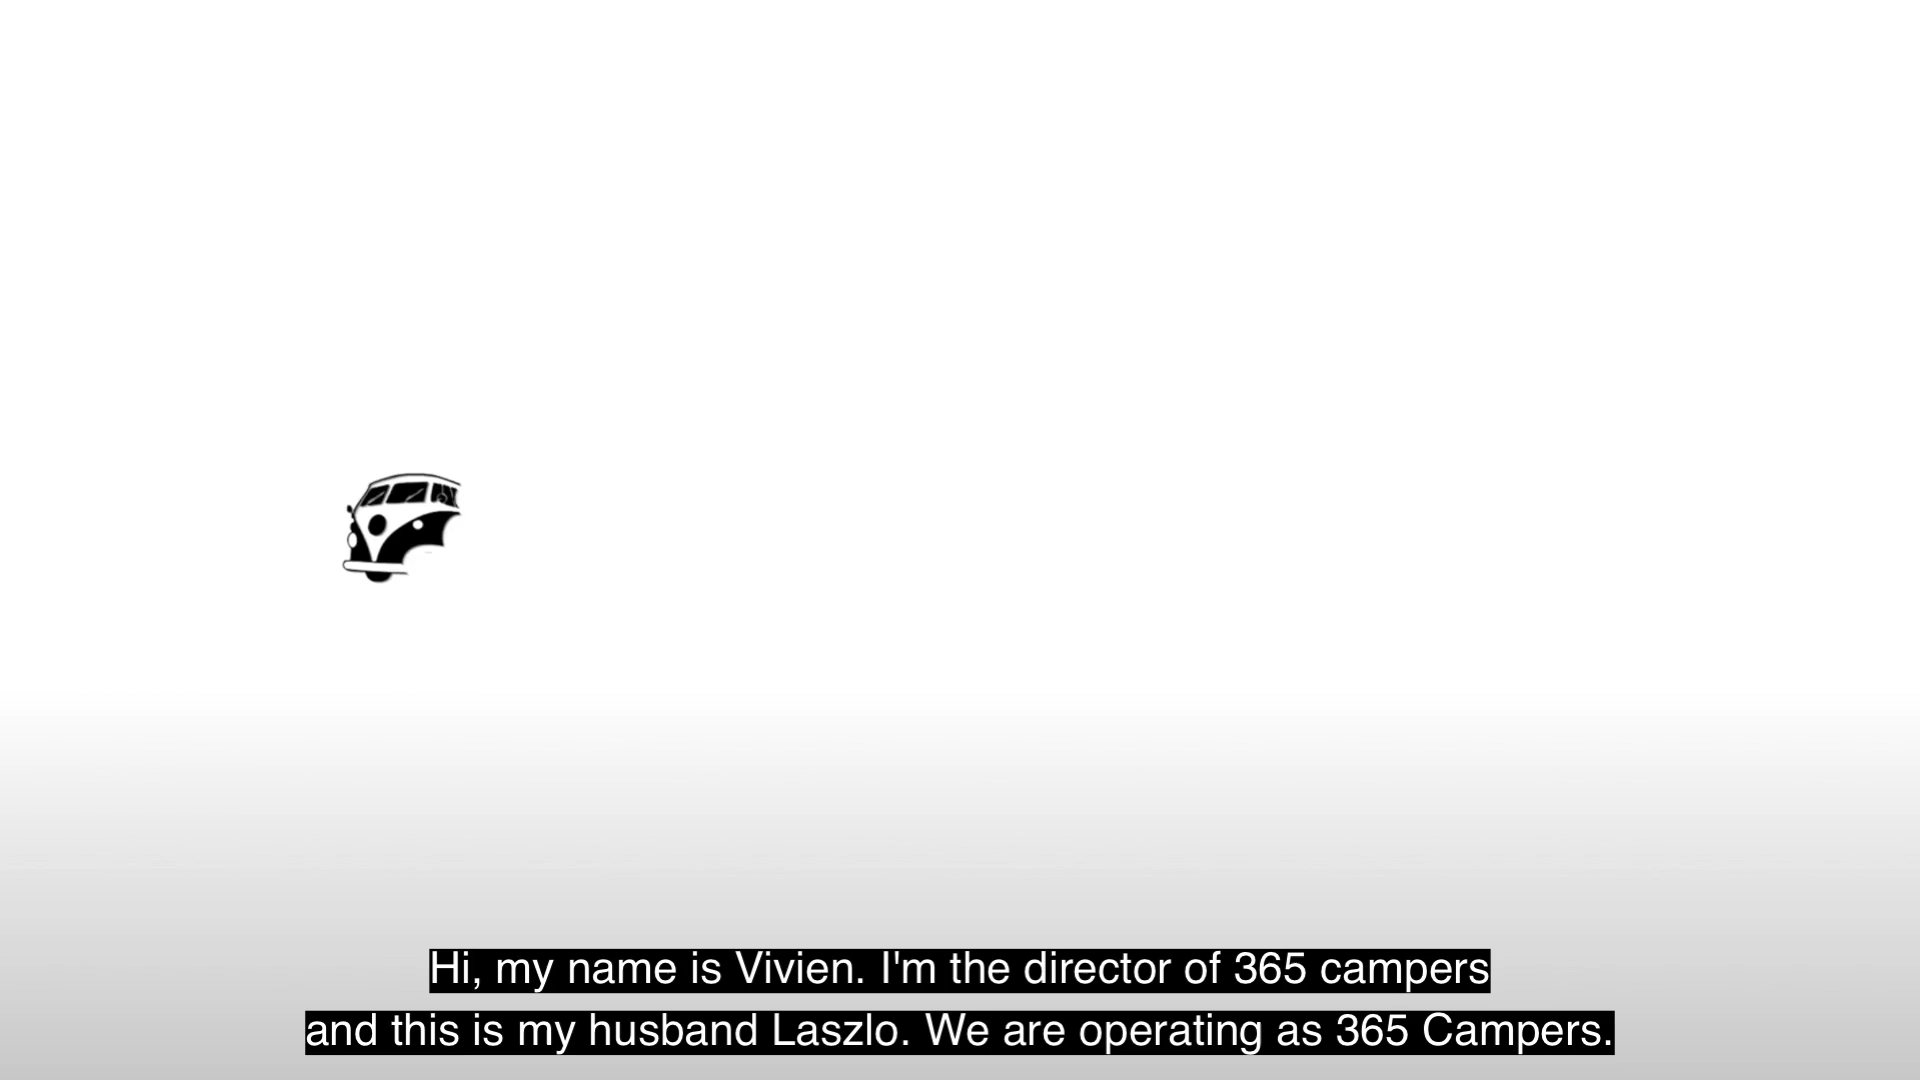 Hi, my name is Vivien. I'm the director of 365 campers
and this is my husband Laszlo. We are operating as 365 Campers.